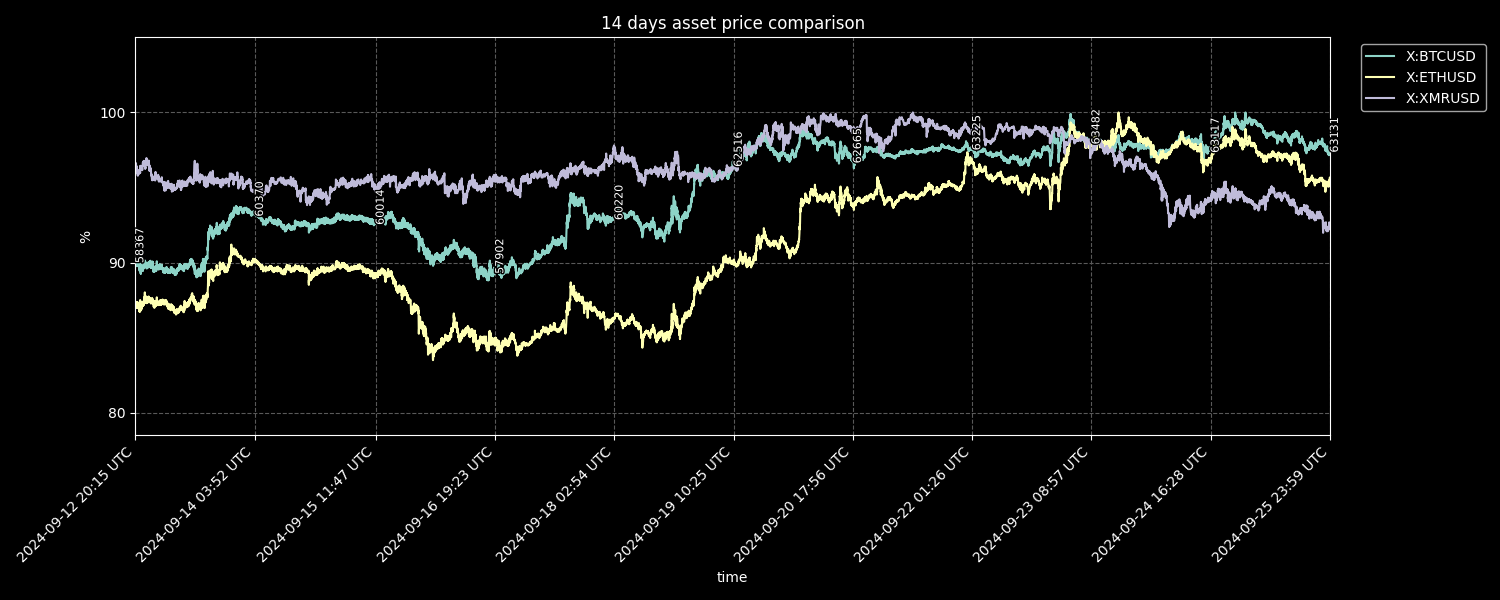 14 days asset price comparison
X:BTCUSD
X:ETHUSD
X:XMRUSD
100
90
80
%
58367
60370
60014
57902
60220
62516
62665
63225
63482
63117
63131
2024-09-12 20:15 UTC
2024-09-14 03:52 UTC
2024-09-15 11:47 UTC
2024-09-16 19:23 UTC
2024-09-18 02:54 UTC
2024-09-19 10:25 UTC
2024-09-20 17:56 UTC
2024-09-22 01:26 UTC
2024-09-23 08:57 UTC
2024-09-24 16:28 UTC
2024-09-25 23:59 UTC
time